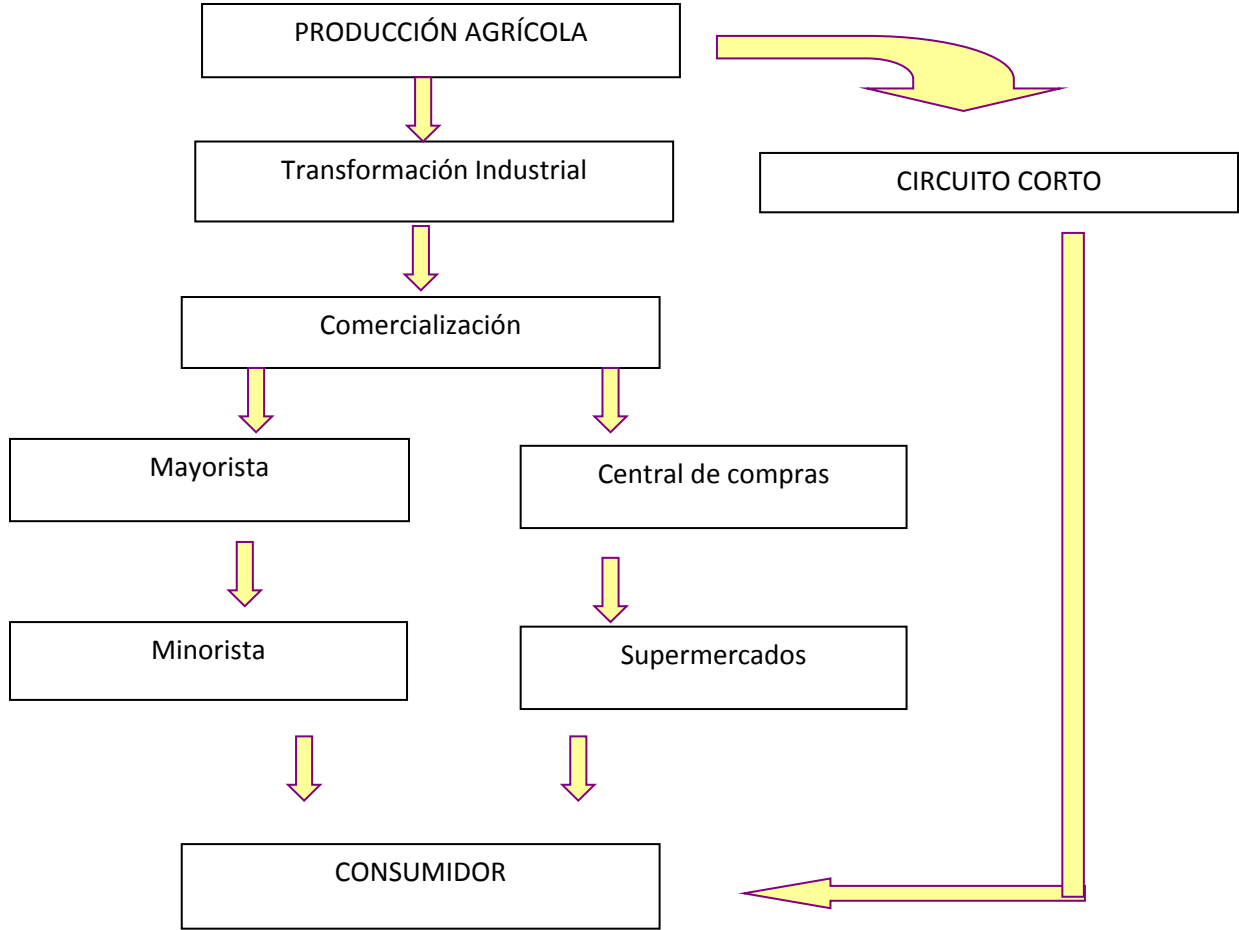 PRODUCCIÓN AGRÍCOLA
Transformación Industrial
CIRCUITO CORTO
Comercialización
Mayorista
Central de compras
Minorista
Supermercados
CONSUMIDOR